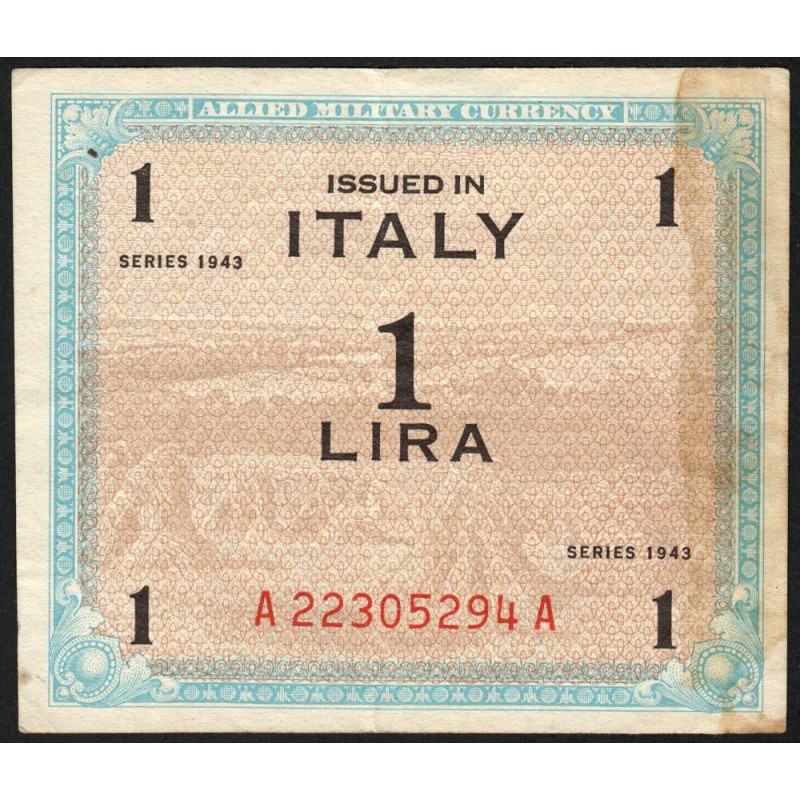 ALLIED MILITARY CURRENCY
1 ISSUED IN 1
ITALY
SERIES 1943
1
LIRA
SERIES 1943
1 A 22305294 A 1